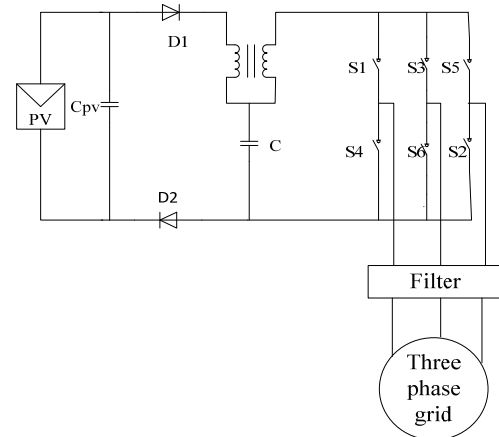 D1
S1
S3
S5
Cpv
PV
C
S4
S6
S2
D2
Filter
Three
phase
grid